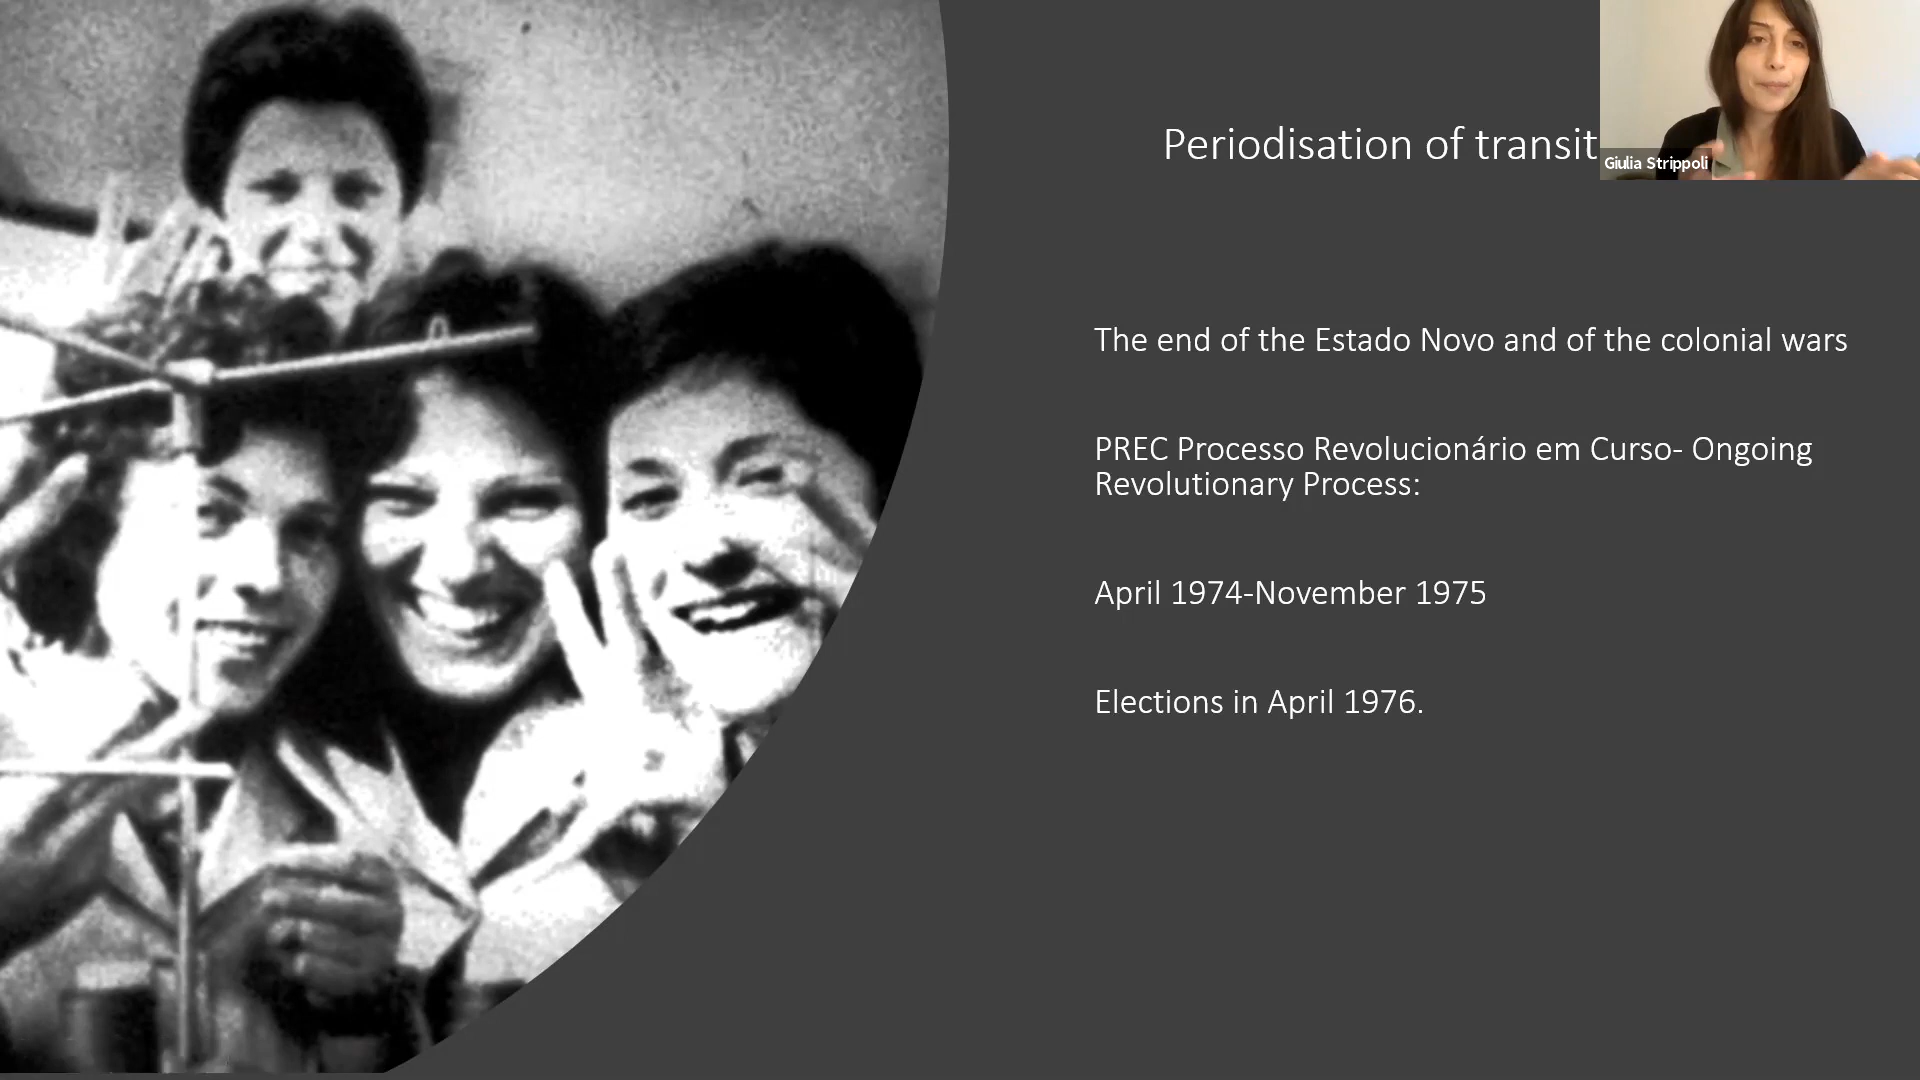 Periodisation of transit
Giulia Strippoli
The end of the Estado Novo and of the colonial wars
PREC Processo Revolucionário em Curso- Ongoing
Revolutionary Process:
April 1974-November 1975
Elections in April 1976.